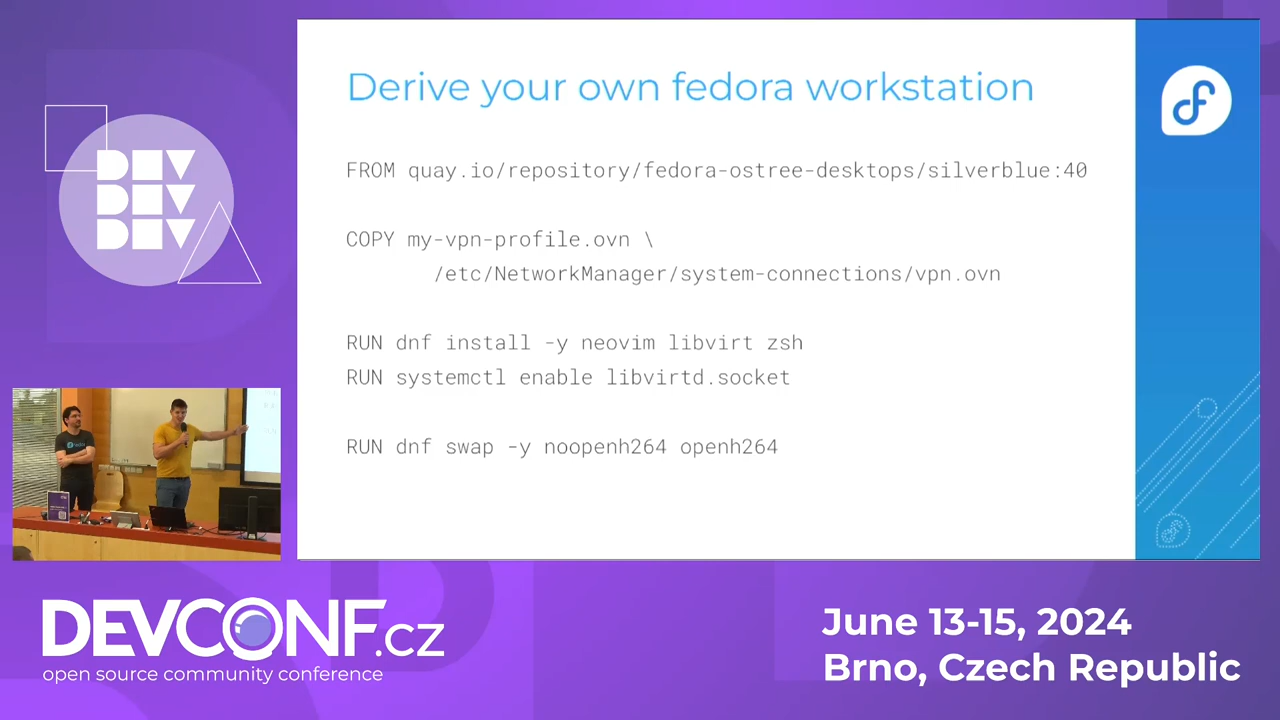 Derive your own fedora workstation
FROM quay.io/repository/fedora-ostree-desktops/silverblue:40
COPY my-vpn-profile.ovn \
/etc/NetworkManager/system-connections/vpn.ovn
RUN dnf install -y neovim libvirt zsh
RUN systemctl enable libvirtd.socket
RUN dnf swap -y noopenh264 openh264
DEV
DEV
DEV
DEVCONF.cz
open source community conference
June 13-15, 2024
Brno, Czech Republic